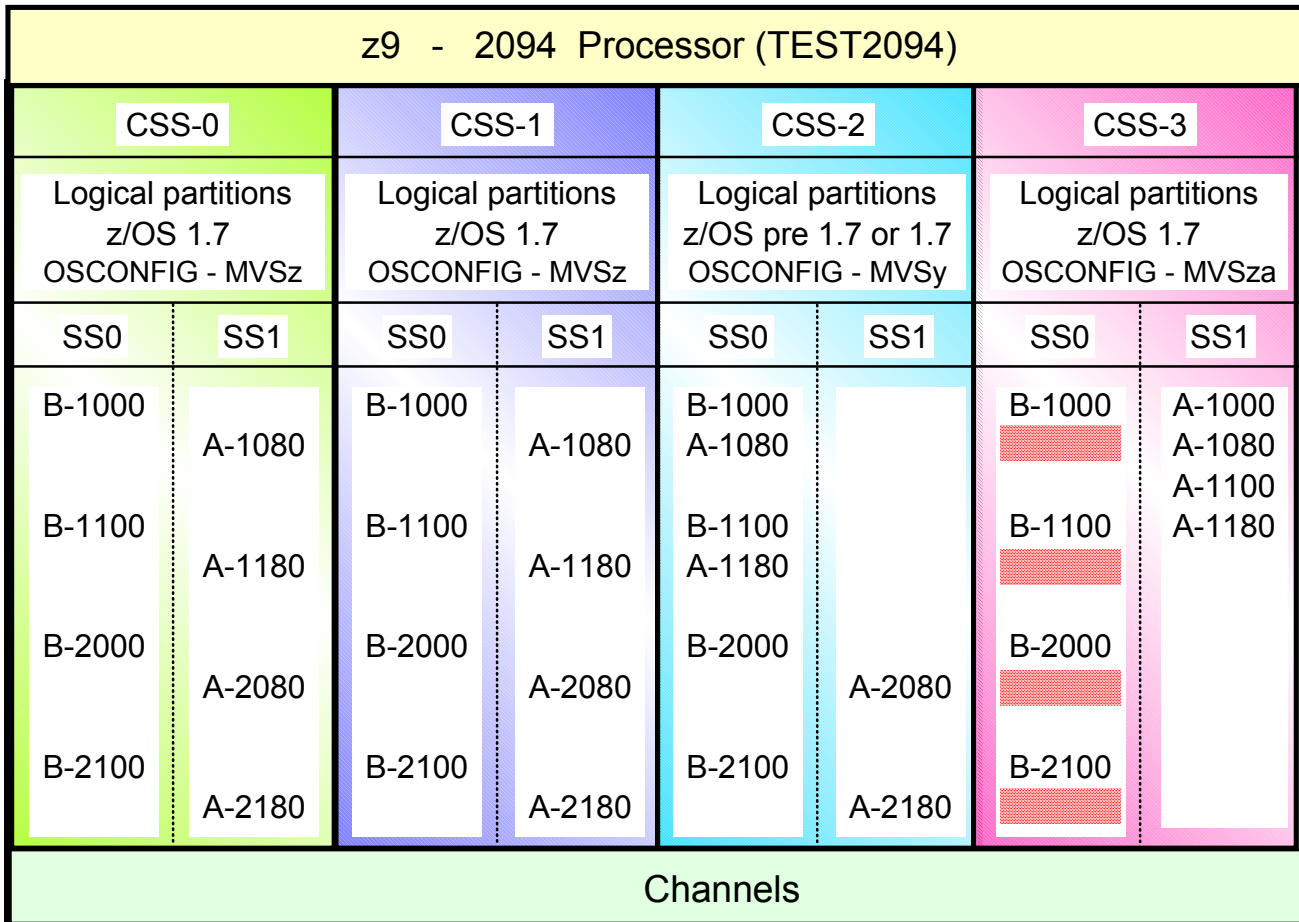 z9 - 2094 Processor (TEST2094)
CSS-0
CSS-1
CSS-2
CSS-3
Logical partitions
z/OS 1.7
OSCONFIG - MVSz
Logical partitions
z/OS 1.7
OSCONFIG - MVSz
Logical partitions
z/OS pre 1.7 or 1.7
OSCONFIG - MVSy
Logical partitions
z/OS 1.7
OSCONFIG - MVSza
SS0
SS1
SS0
SS1
SS0
SS1
SS0
SS1
B-1000
B-1100
B-2000
B-2100
A-1080
A-1180
A-2080
A-2180
B-1000
B-1100
B-2000
B-2100
A-1080
A-1180
A-2080
A-2180
B-1000
A-1080
B-1100
A-1180
B-2000
B-2100
A-2080
A-2180
B-1000
B-1100
B-2000
B-2100
A-1000
A-1080
A-1100
A-1180
Channels